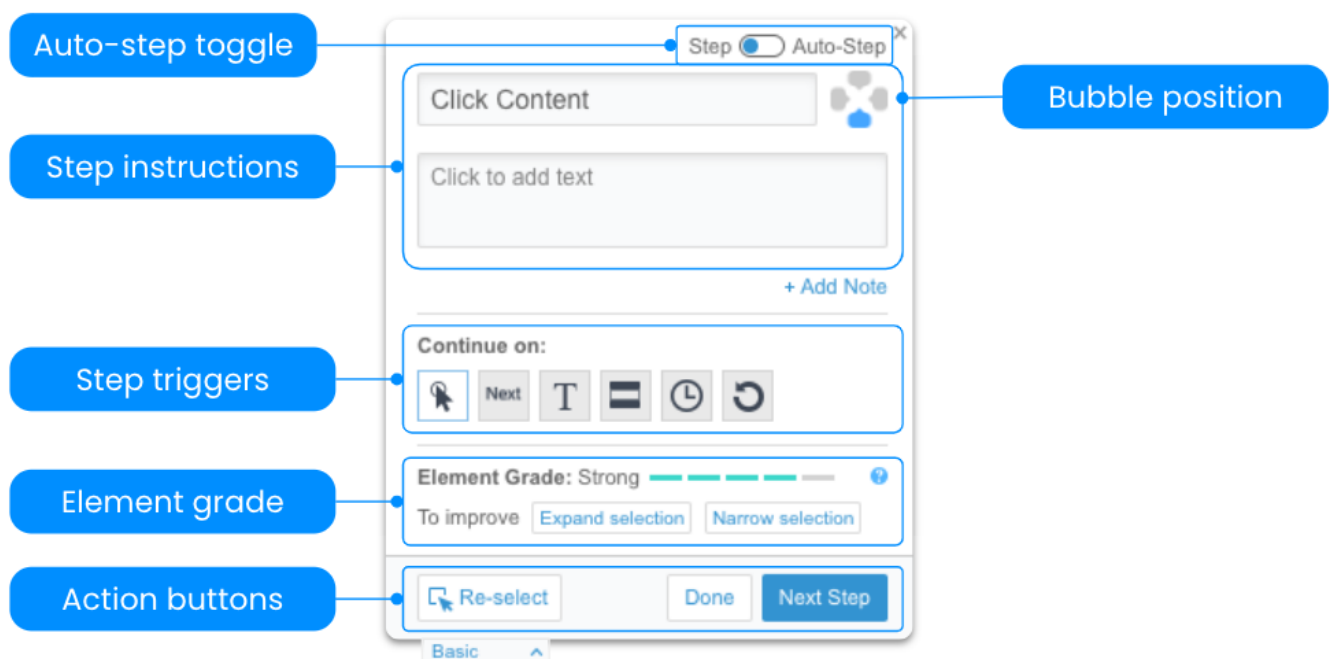 Auto-step toggle
Step Auto-Step
Click Content
Bubble position
Step instructions
Click to add text
+ Add Note
Continue on:
Step triggers
Next T
Element Grade: Strong ?
Element grade
To improve Expand selection Narrow selection
Action buttons
Re-select Done Next Step
Basic